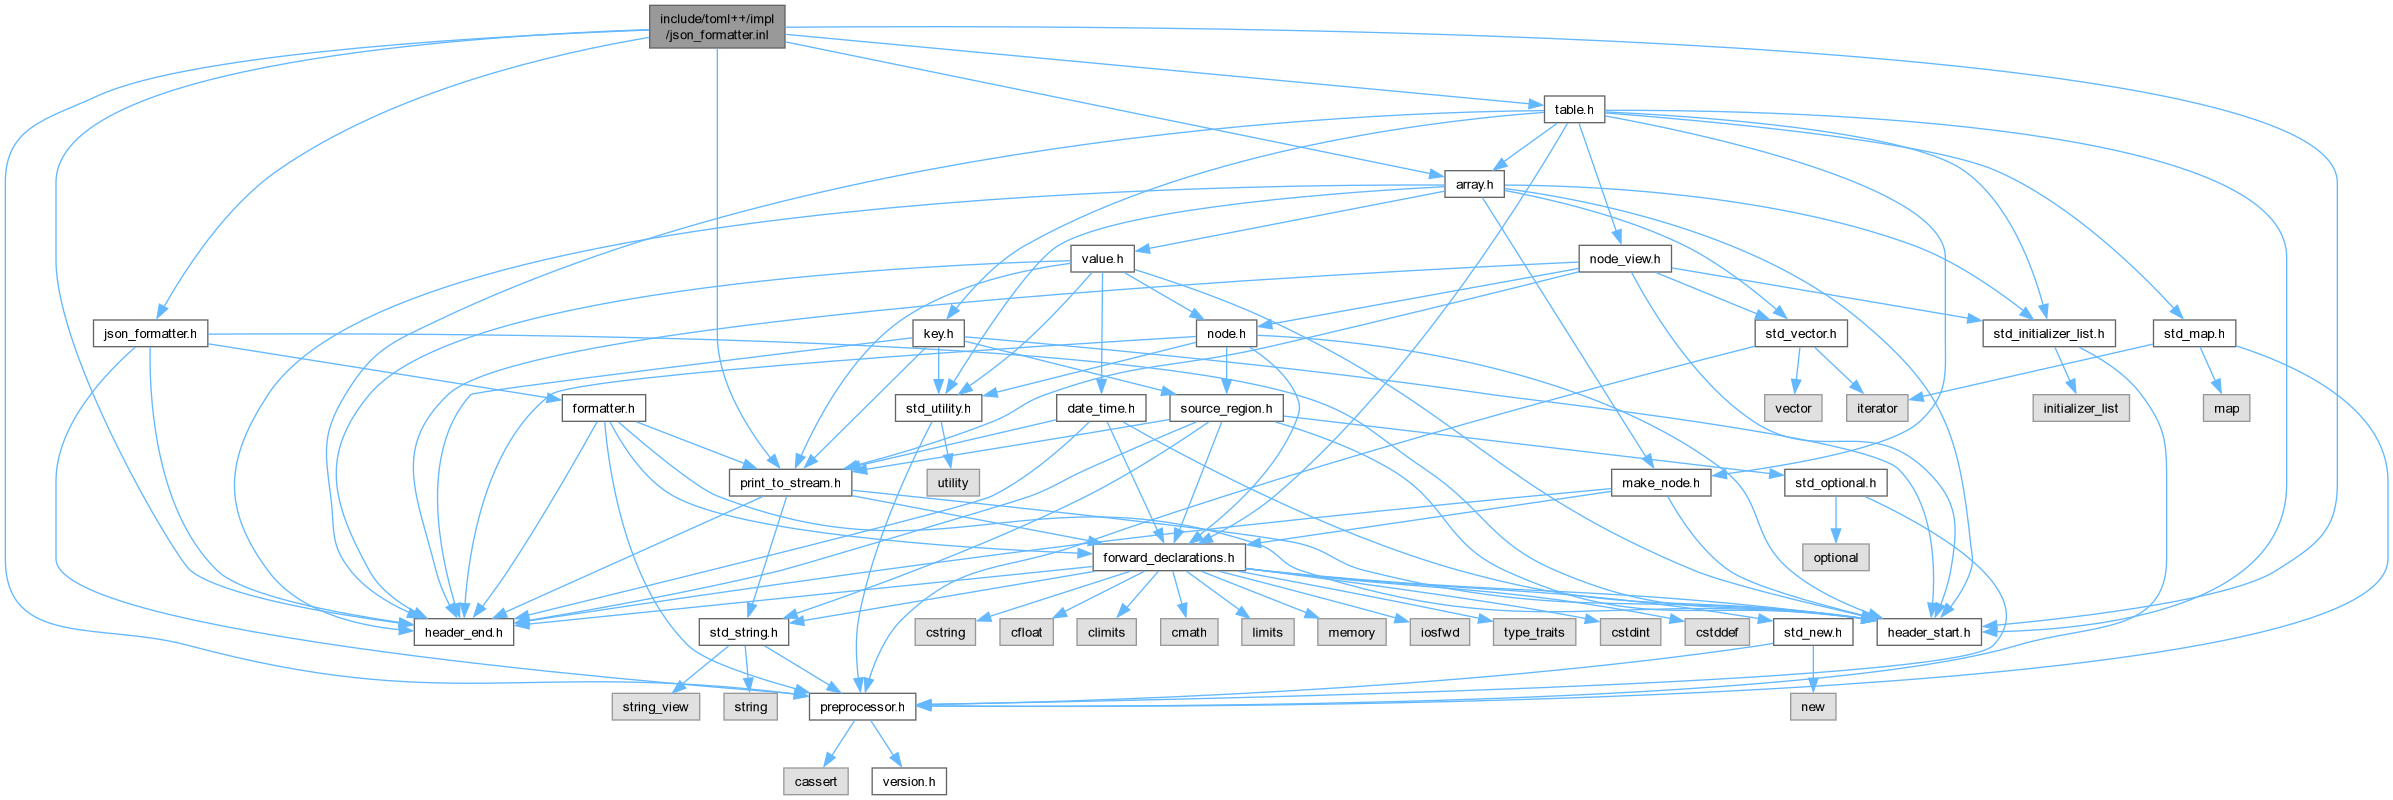 include/toml++/impl
/json_formatter.inl
table.h
array.h
value.h
node_view.h
json_formatter.h
key.h
node.h
std_vector.h
std_initializer_list.h
std_map.h
formatter.h
std_utility.h
date_time.h
source_region.h
vector
iterator
initializer_list
map
print_to_stream.h
utility
make_node.h
std_optional.h
forward_declarations.h
optional
header_end.h
std_string.h
cstring
cfloat
climits
cmath
limits
memory
iosfwd
type_traits
cstdint
cstddef
std_new.h
header_start.h
string_view
string
preprocessor.h
new
cassert
version.h